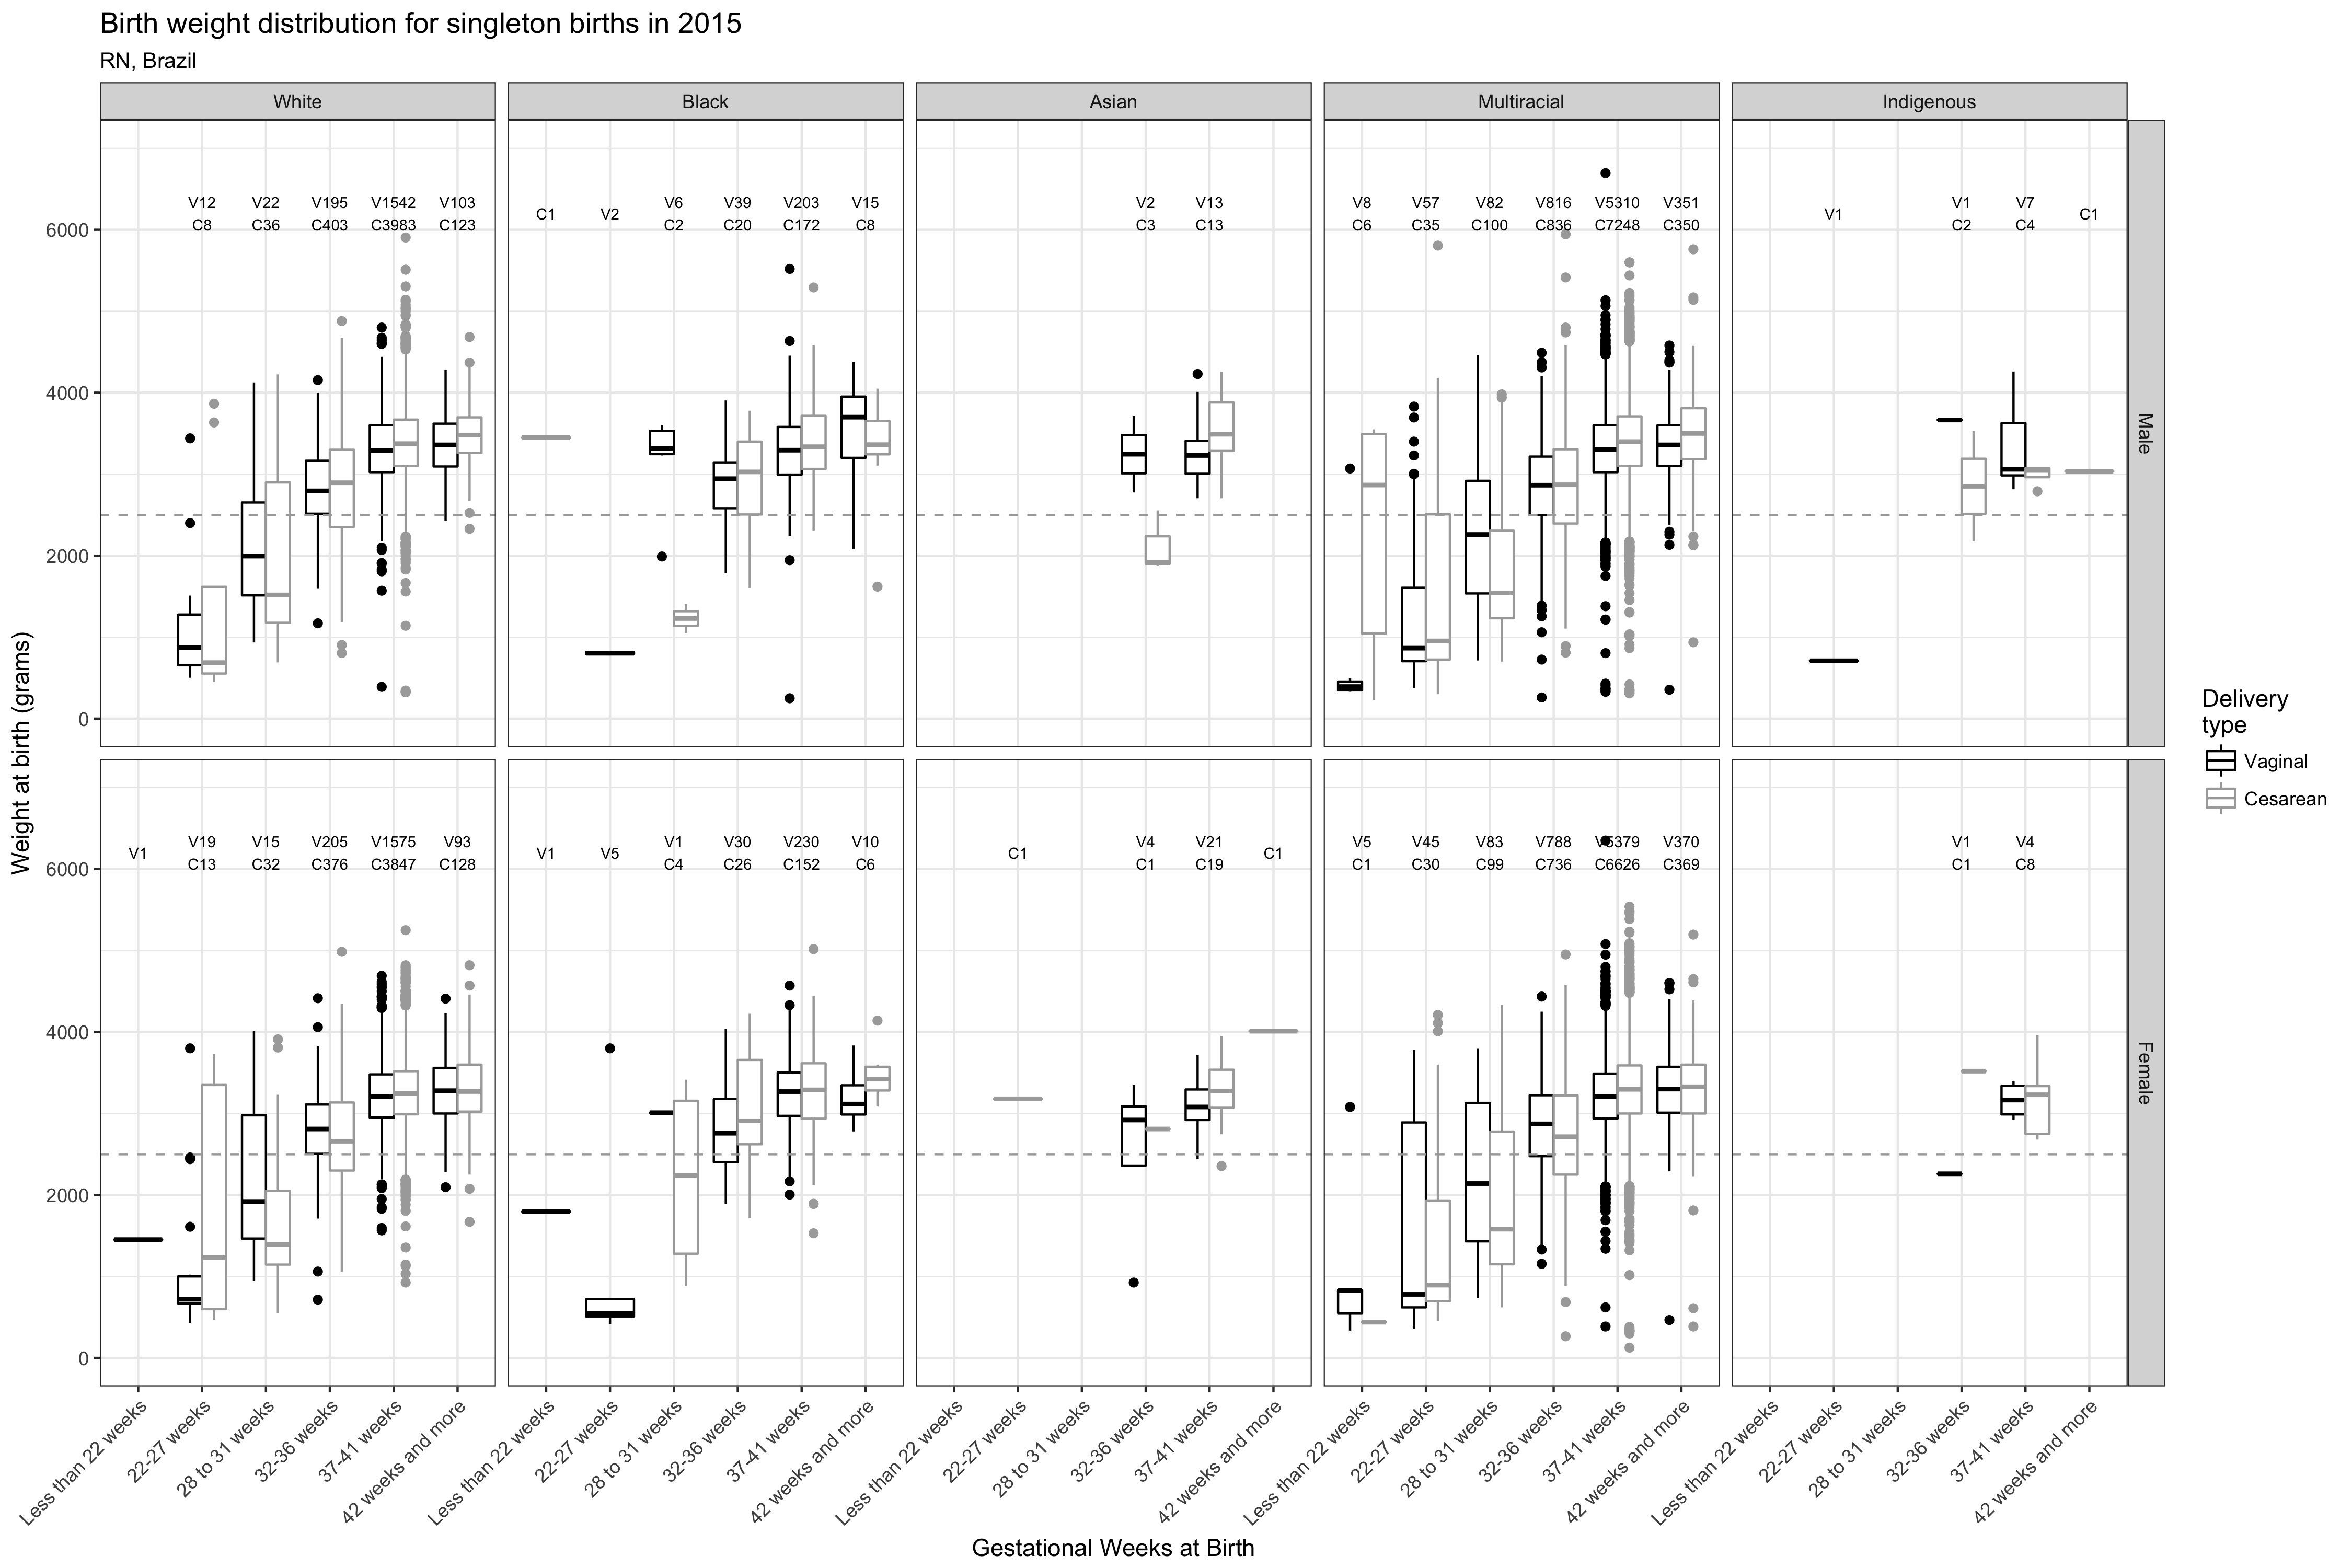 Birth weight distribution for singleton births in 2015
RN, Brazil
White Black Asian Multiracial Indigenous
V12 V22 V195 V1542 V103
C8 C36 C403 C3983 C123
C1 V2 V6 V39 V203 V15
C2 C20 C172 C8
V2 V13
C3 C13
V8 V57 V82 V816 V5310 V351
C6 C35 C100 C836 C7248 C350
V1 V1 V7 C1
C2 C4
6000
4000
2000
0
Male
V1 V19 V15 V205 V1575 V93
C13 C32 C376 C3847 C128
V1 V5 V1 V30 V230 V10
C4 C26 C152 C6
C1 V4 V21 C1
C1 C19
V5 V45 V83 V788 V5379 V370
C1 C30 C99 C736 C6626 C369
V1 V4
C1 C8
6000
4000
2000
0
Female
Weight at birth (grams)
Less than 22 weeks
22-27 weeks
28 to 31 weeks
32-36 weeks
37-41 weeks
42 weeks and more
Less than 22 weeks
22-27 weeks
28 to 31 weeks
32-36 weeks
37-41 weeks
42 weeks and more
Less than 22 weeks
22-27 weeks
28 to 31 weeks
32-36 weeks
37-41 weeks
42 weeks and more
Less than 22 weeks
22-27 weeks
28 to 31 weeks
32-36 weeks
37-41 weeks
42 weeks and more
Less than 22 weeks
22-27 weeks
28 to 31 weeks
32-36 weeks
37-41 weeks
42 weeks and more
Gestational Weeks at Birth
Delivery
type
Vaginal
Cesarean